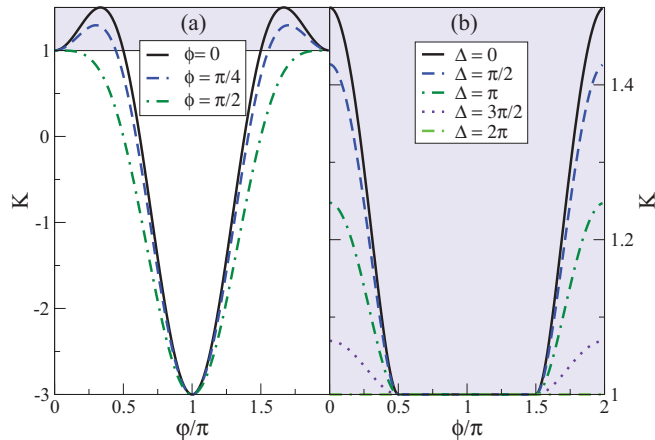 (a)
ϕ= 0
ϕ = π/4
ϕ = π/2
K
1
0
-1
-2
-3
0
0.5
1
1.5
φ/π
(b)
Δ = 0
Δ = π/2
Δ = π
Δ = 3π/2
Δ = 2π
K
1.4
1.2
1
0
0.5
1
1.5
2
ϕ/π